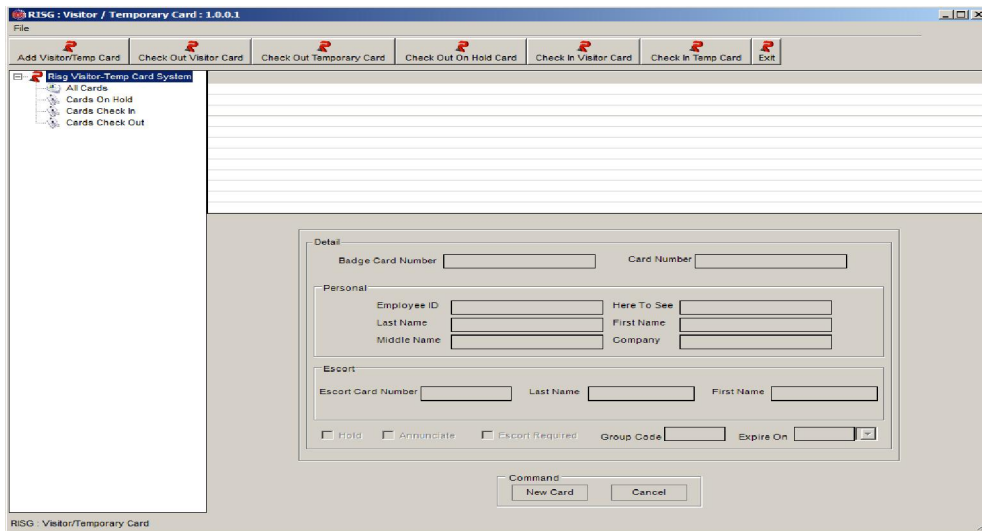 RISG : Visitor / Temporary Card : 1.0.0.1
File
Add Visitor/Temp Card Check Out Visitor Card Check Out Temporary Card Check Out On Hold Card Check In Visitor Card Check In Temp Card Exit
Risg Visitor-Temp Card System
All Cards
Cards On Hold
Cards Check In
Cards Check Out
Detail
Badge Card Number Card Number
Personal
Employee ID Here To See
Last Name First Name
Middle Name Company
Escort
Escort Card Number Last Name First Name
Hold Annunciate Escort Required Group Code Expire On
Command
New Card Cancel
RISG : Visitor/Temporary Card